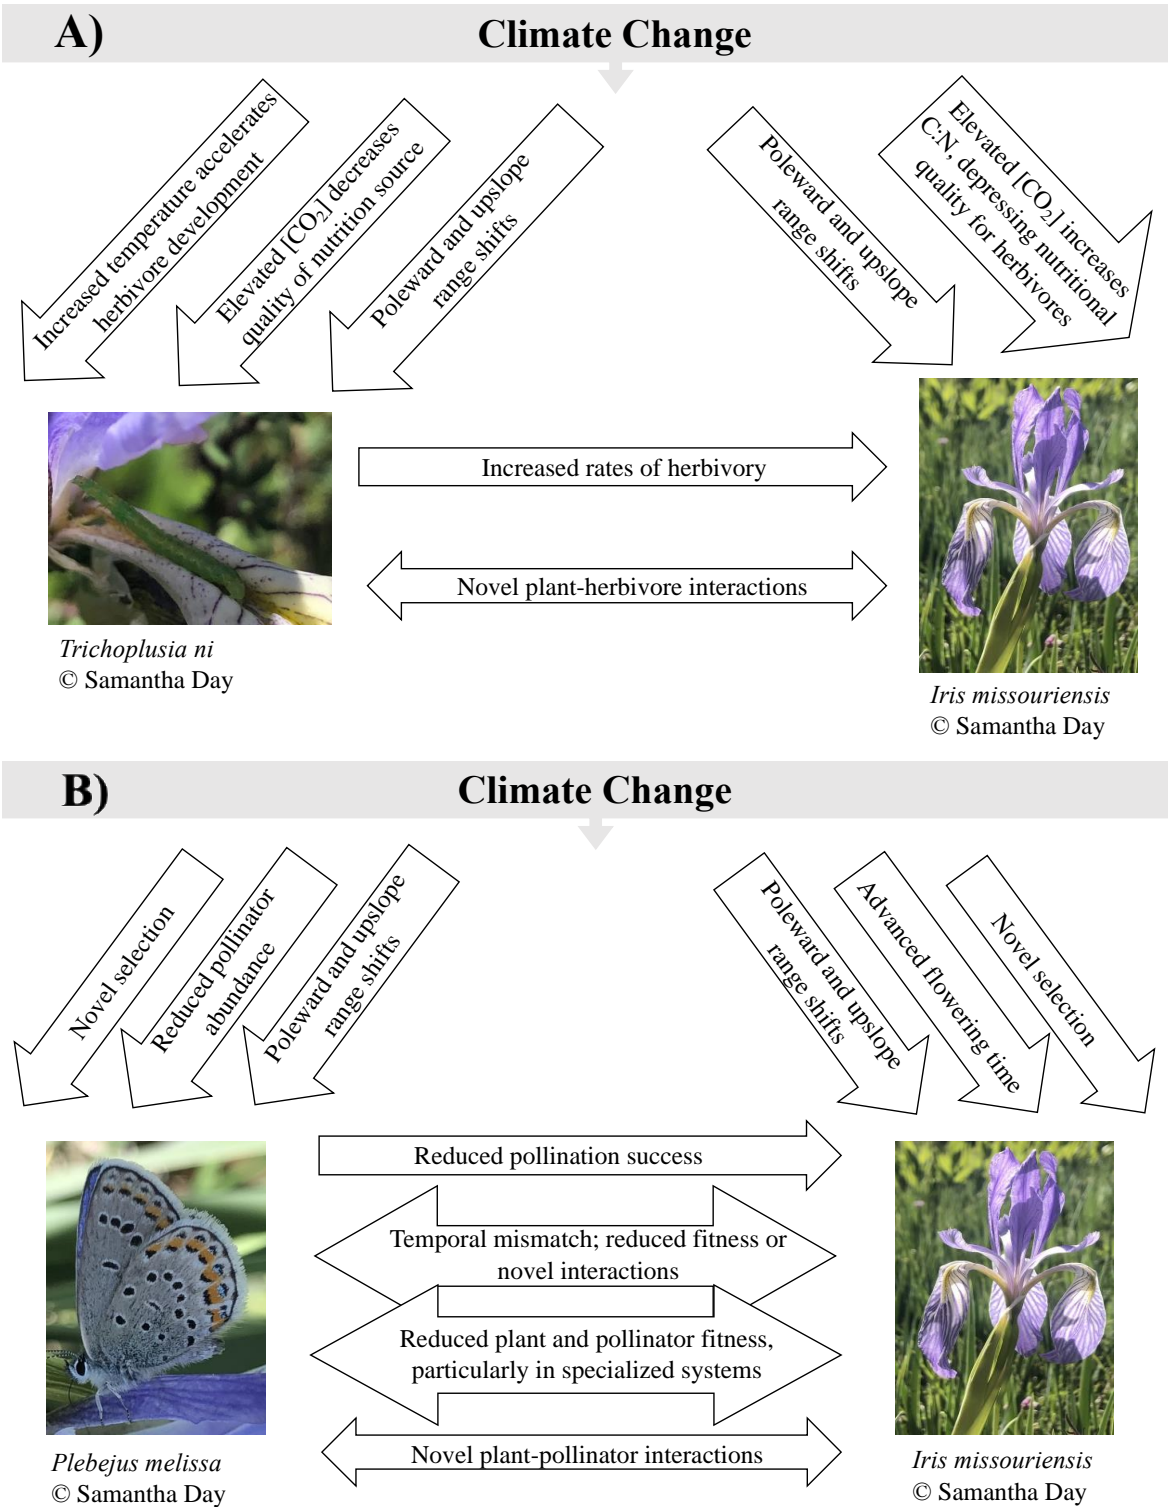 A)
Climate Change
Increased temperature accelerates
herbivore development
Elevated [CO₂] decreases
quality of nutrition source
Poleward and upslope
range shifts
Poleward and upslope
range shifts
Elevated [CO₂] increases
C:N, depressing nutritional
quality for herbivores
Increased rates of herbivory
Novel plant-herbivore interactions
Trichoplusia ni
© Samantha Day
Iris missouriensis
© Samantha Day
B)
Climate Change
Novel selection
Reduced pollinator
abundance
Poleward and upslope
range shifts
Poleward and upslope
range shifts
Advanced flowering time
Novel selection
Reduced pollination success
Temporal mismatch; reduced fitness or
novel interactions
Reduced plant and pollinator fitness,
particularly in specialized systems
Novel plant-pollinator interactions
Plebejus melissa
© Samantha Day
Iris missouriensis
© Samantha Day